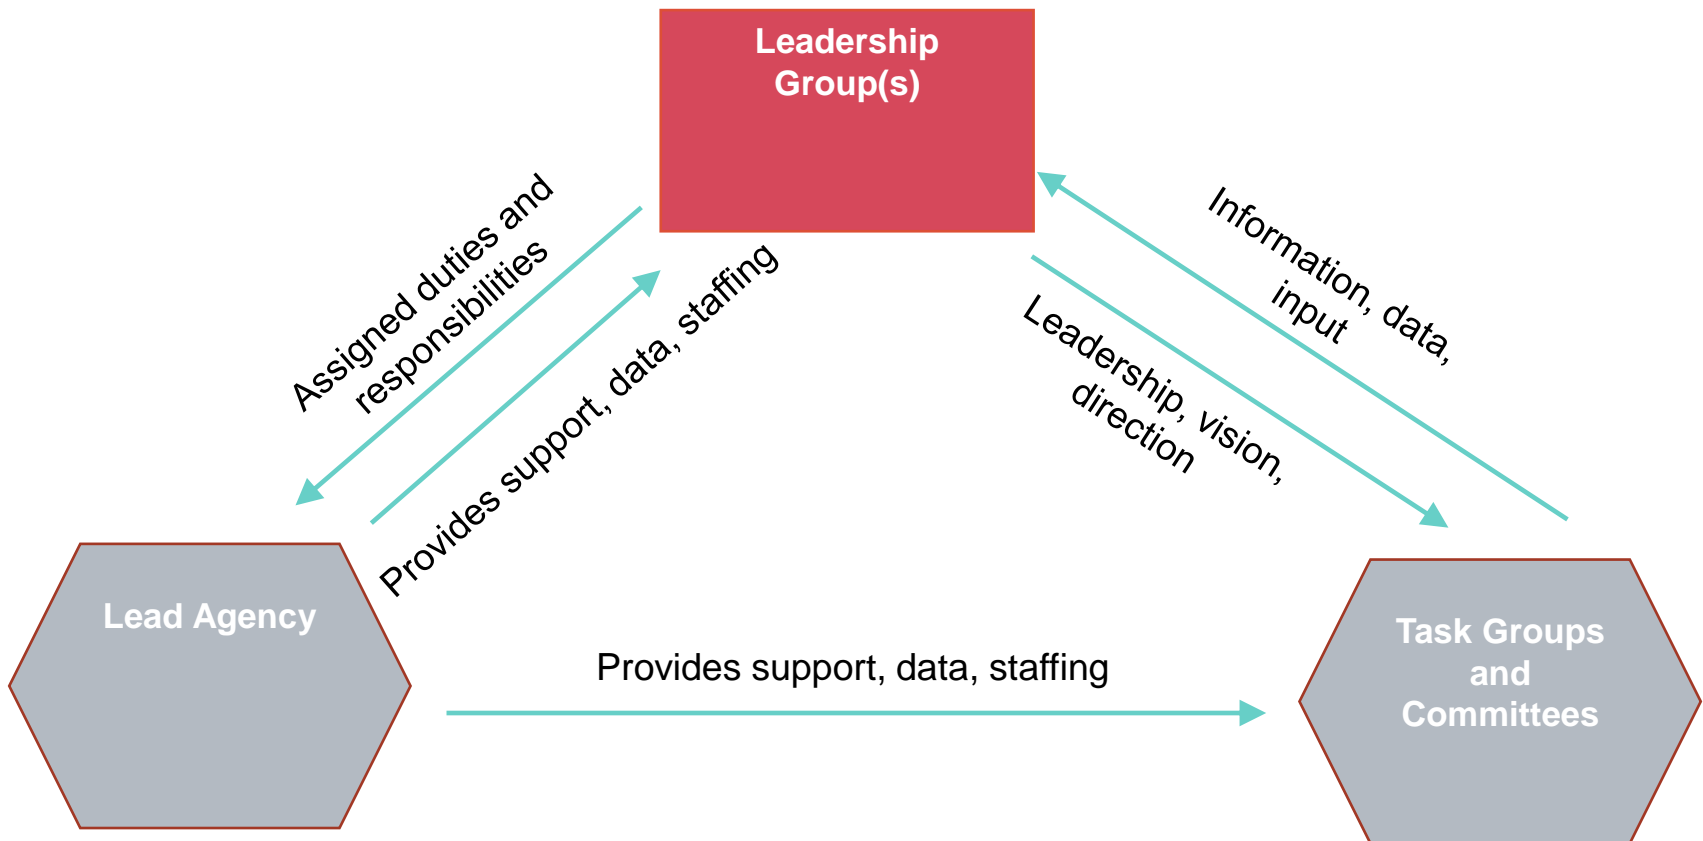 Leadership
Group(s)
Assigned duties and
responsibilities
Provides support, data, staffing
Information, data,
input
Leadership, vision,
direction
Lead Agency
Provides support, data, staffing
Task Groups
and
Committees